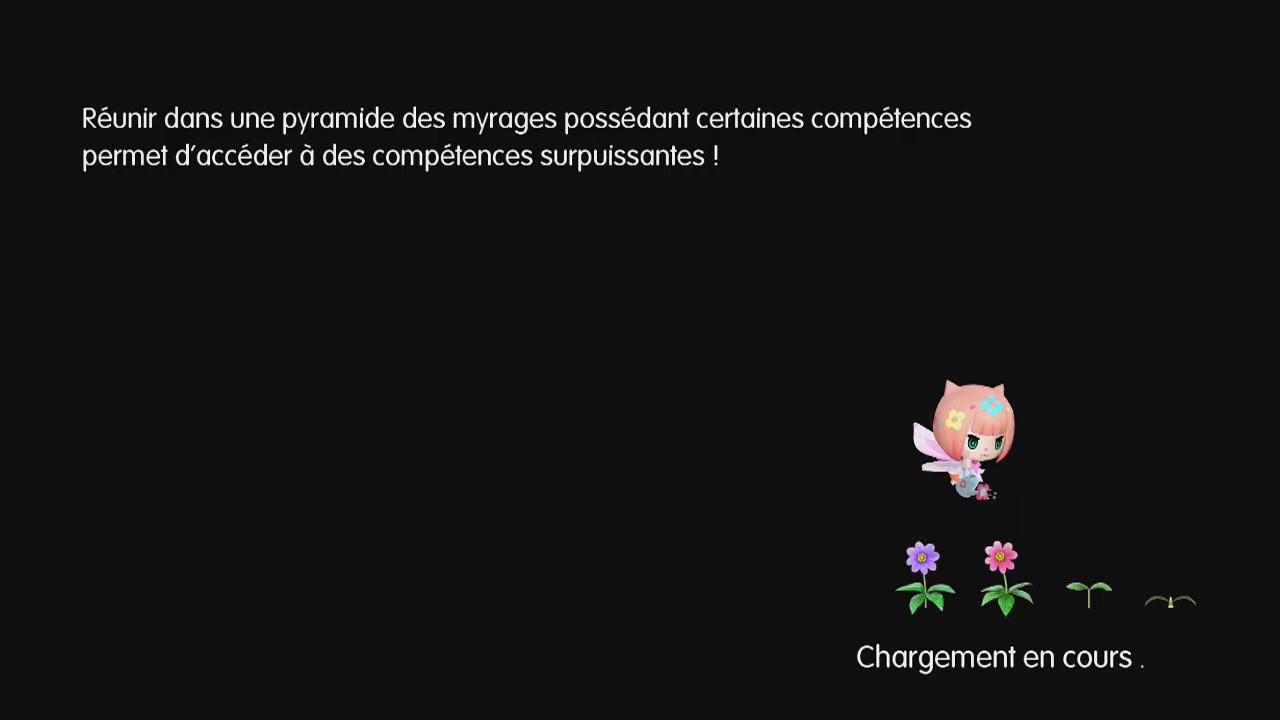 Réunir dans une pyramide des myrages possédant certaines compétences
permet d'accéder à des compétences surpuissantes !
Chargement en cours .